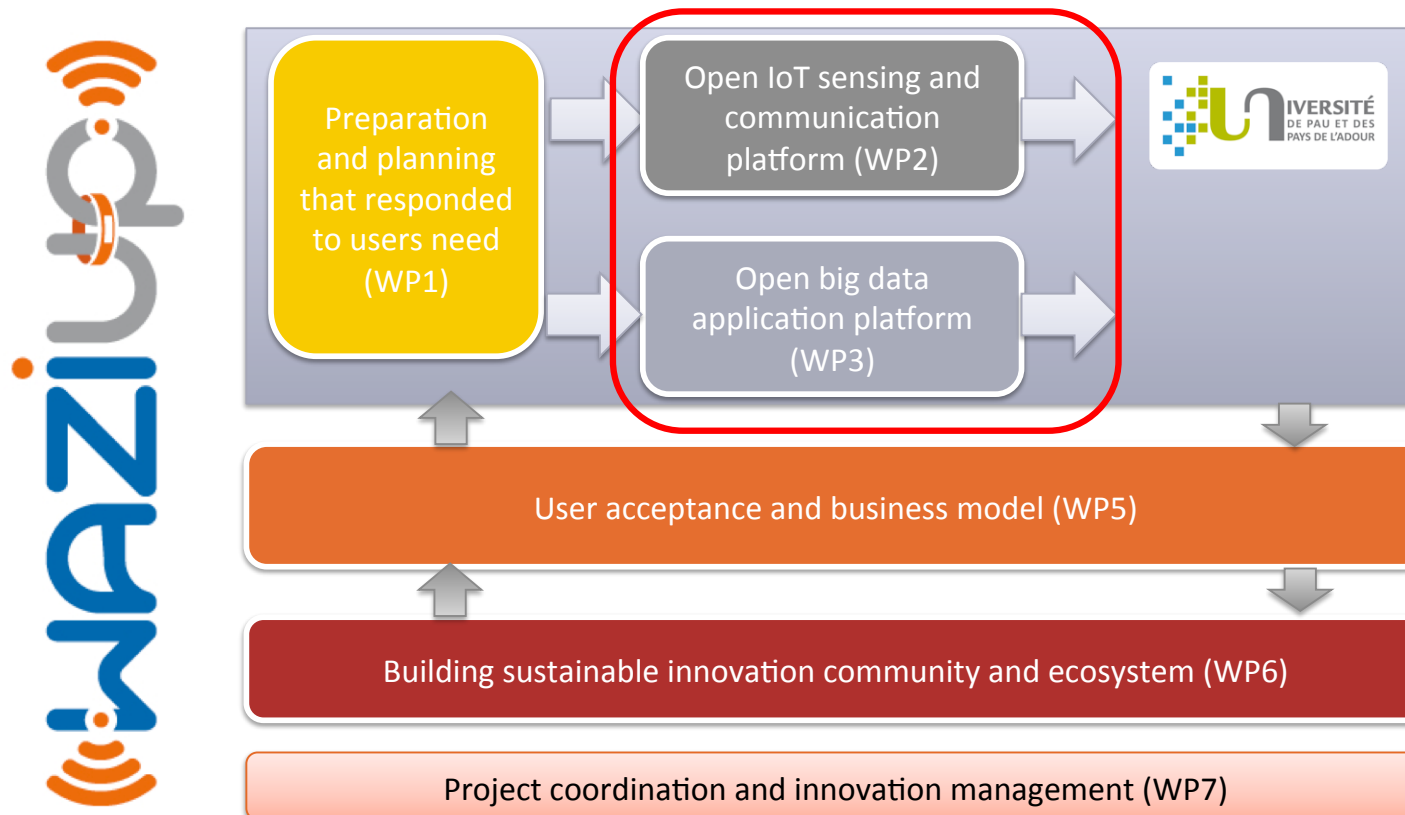 WAZIUP
Preparation
and planning
that responded
to users need
(WP1)
Open IoT sensing and
communication
platform (WP2)
Open big data
application platform
(WP3)
UNIVERSITÉ
DE PAU ET DES
PAYS DE L'ADOUR
User acceptance and business model (WP5)
Building sustainable innovation community and ecosystem (WP6)
Project coordination and innovation management (WP7)